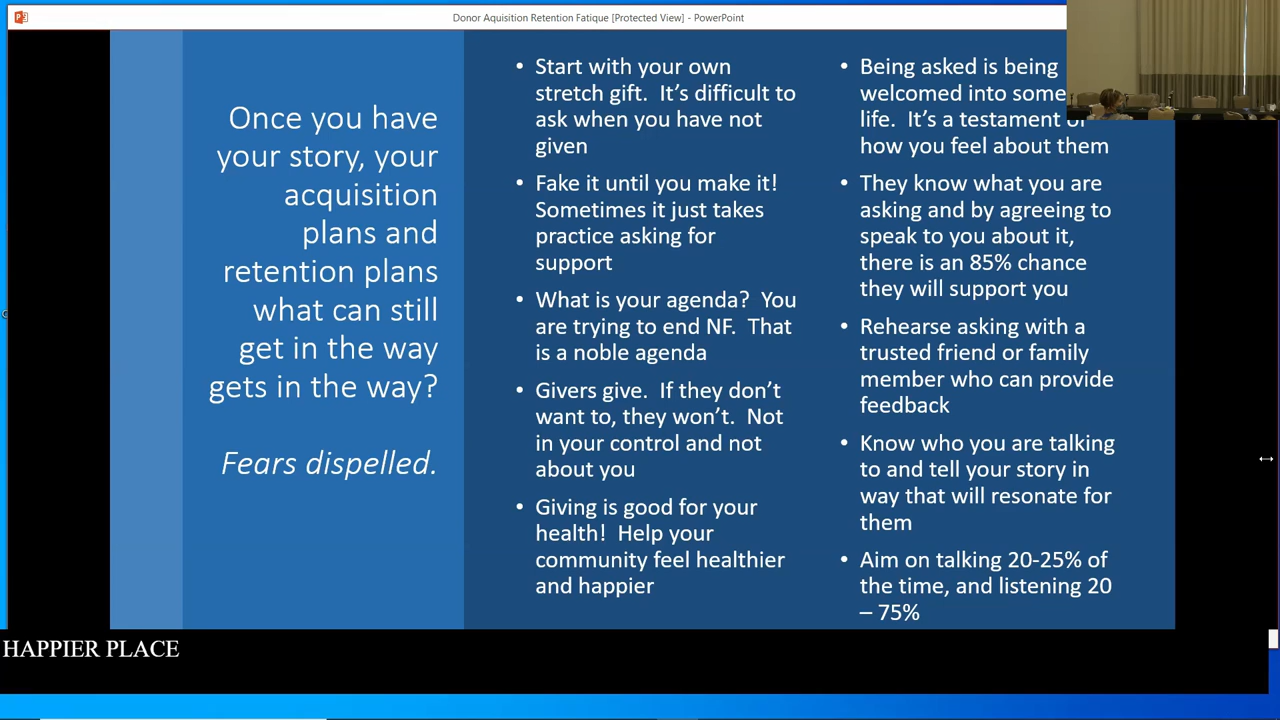 Donor Aquisition Retention Fatique [Protected View] - PowerPoint
Once you have
your story, your
acquisition
plans and
retention plans
what can still
get in the way
gets in the way?
Fears dispelled.
• Start with your own
stretch gift. It’s difficult to
ask when you have not
given
• Fake it until you make it!
Sometimes it just takes
practice asking for
support
• What is your agenda? You
are trying to end NF. That
is a noble agenda
• Givers give. If they don’t
want to, they won’t. Not
in your control and not
about you
• Giving is good for your
health! Help your
community feel healthier
and happier
• Being asked is being
welcomed into some
life. It’s a testament of
how you feel about them
• They know what you are
asking and by agreeing to
speak to you about it,
there is an 85% chance
they will support you
• Rehearse asking with a
trusted friend or family
member who can provide
feedback
• Know who you are talking
to and tell your story in
way that will resonate for
them
• Aim on talking 20-25% of
the time, and listening 20
– 75%
HAPPIER PLACE